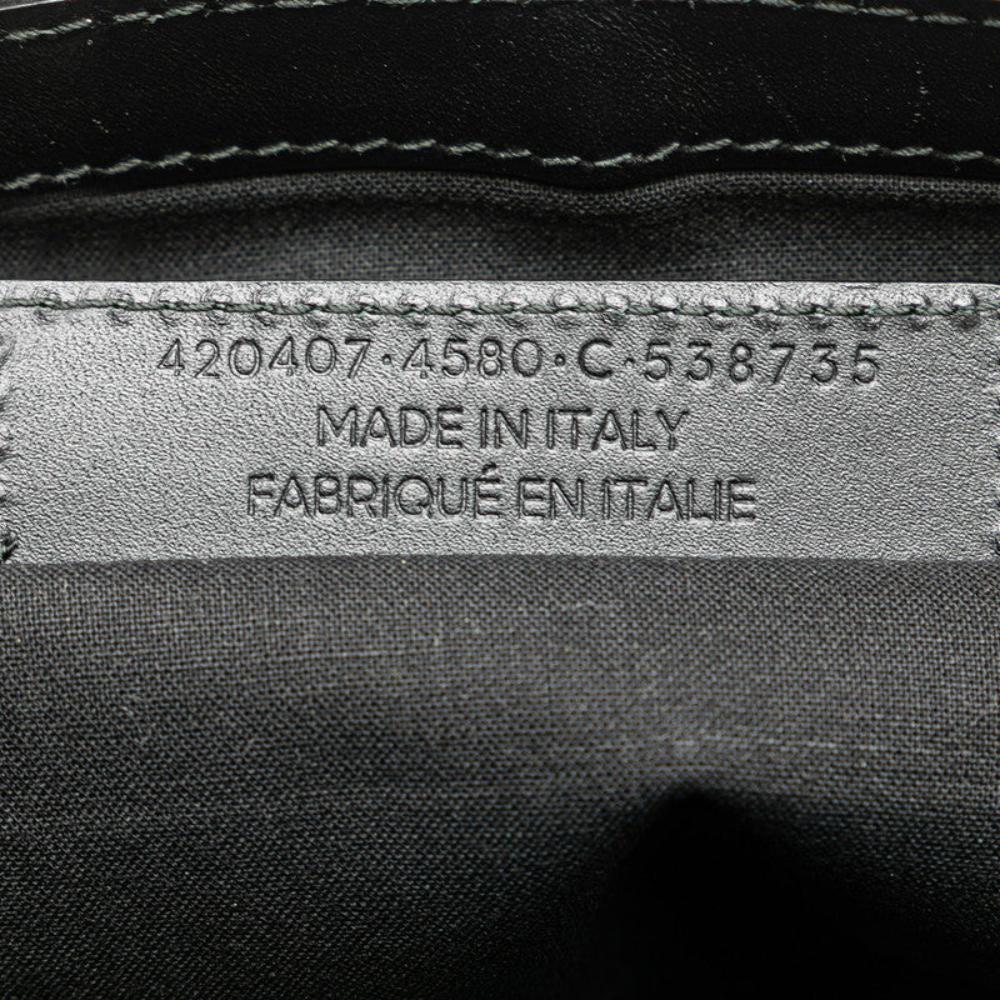 420407·4580·C·538735
MADE IN ITALY
FABRIQUÉ EN ITALIE